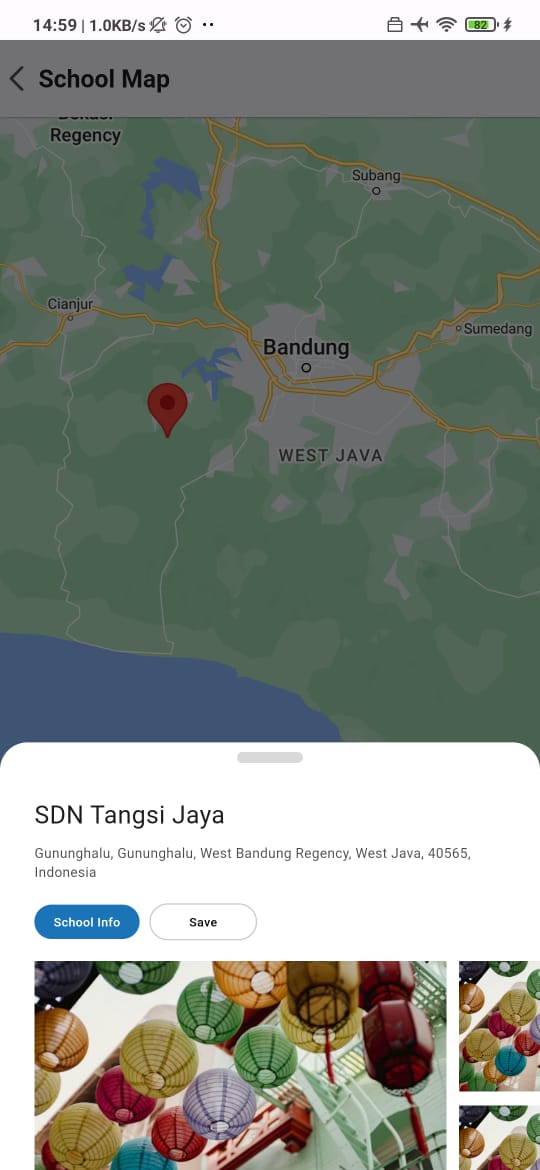 14:59 | 1.0KB/s
82
School Map
Bekasi
Regency
Subang
Cianjur
Sumedang
Bandung
WEST JAVA
SDN Tangsi Jaya
Gununghalu, Gununghalu, West Bandung Regency, West Java, 40565,
Indonesia
School Info
Save